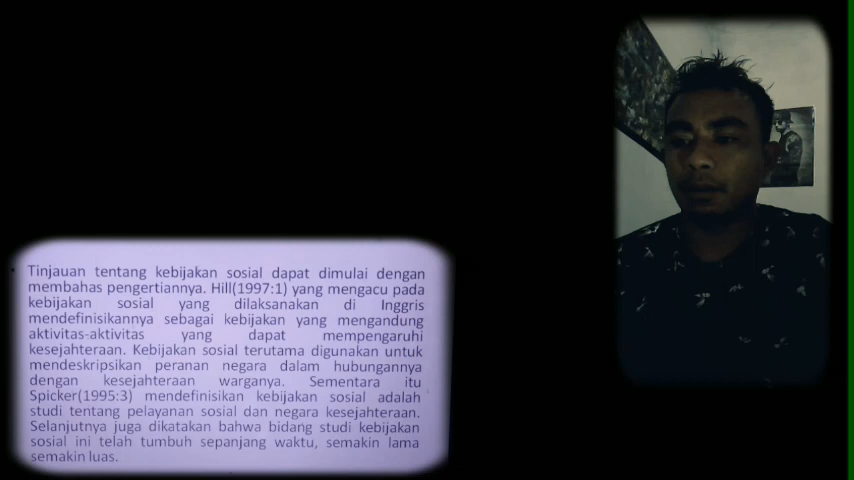 Tinjauan tentang kebijakan sosial dapat dimulai dengan
membahas pengertiannya. Hill(1997:1) yang mengacu pada
kebijakan sosial yang dilaksanakan di Inggris
mendefinisikannya sebagai kebijakan yang mengandung
aktivitas-aktivitas yang dapat mempengaruhi
kesejahteraan. Kebijakan sosial terutama digunakan untuk
mendeskripsikan peranan negara dalam hubungannya
dengan kesejahteraan warganya. Sementara itu
Spicker(1995:3) mendefinisikan kebijakan sosial adalah
studi tentang pelayanan sosial dan negara kesejahteraan.
Selanjutnya juga dikatakan bahwa bidang studi kebijakan
sosial ini telah tumbuh sepanjang waktu, semakin lama
semakin luas.